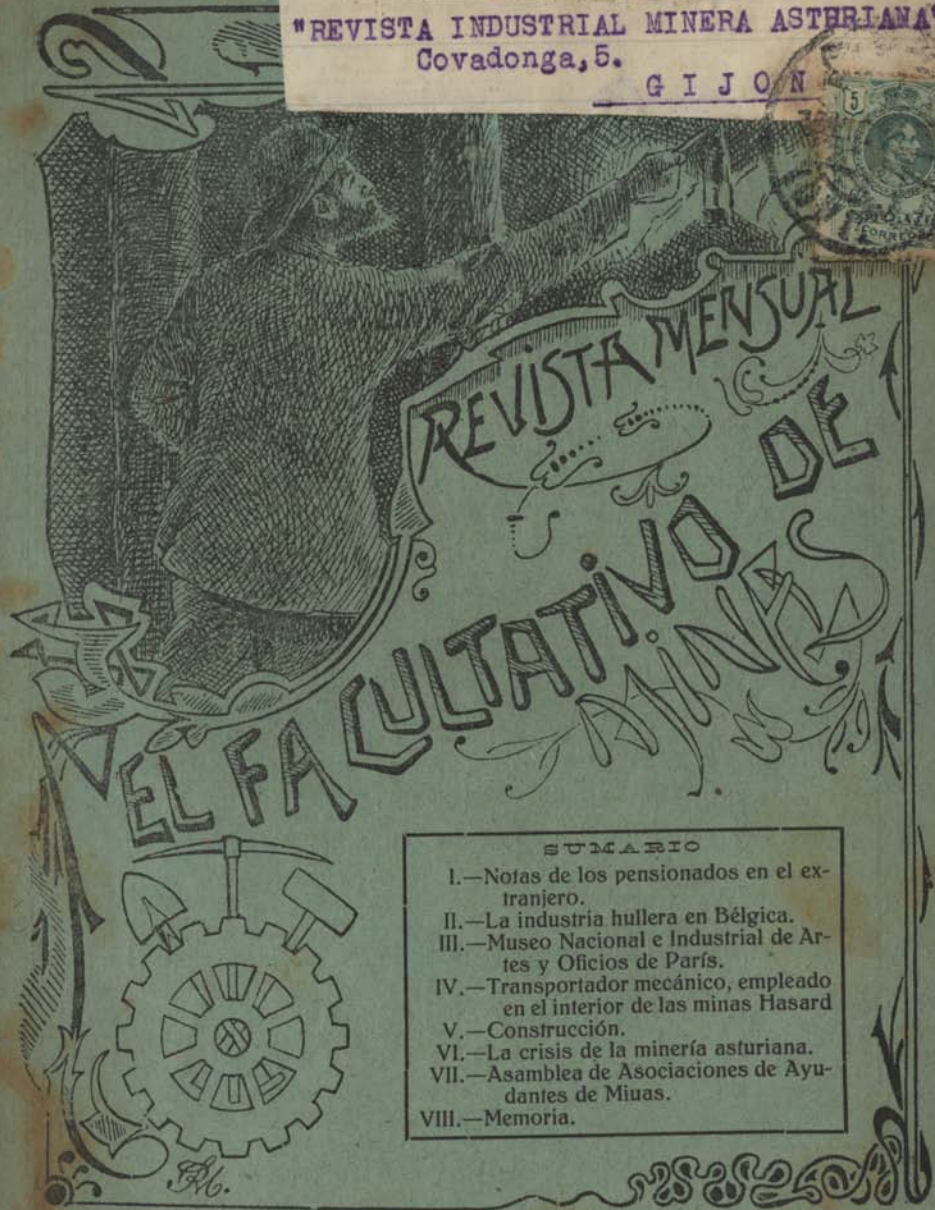 "REVISTA INDUSTRIAL MINERA ASTURIANA"
Covadonga, 5.
GIJON
5
CORREOS
REVISTA MENSUAL
EL FACULTATIVO DE
MINAS
SUMARIO
I.—Notas de los pensionados en el ex-
tranjero.
II.—La industria hullera en Bélgica.
III.—Museo Nacional e Industrial de Ar-
tes y Oficios de París.
IV.—Transportador mecánico, empleado
en el interior de las minas Hasard
V.—Construcción.
VI.—La crisis de la minería asturiana.
VII.—Asamblea de Asociaciones de Ayu-
dantes de Miuas.
VIII.—Memoria.